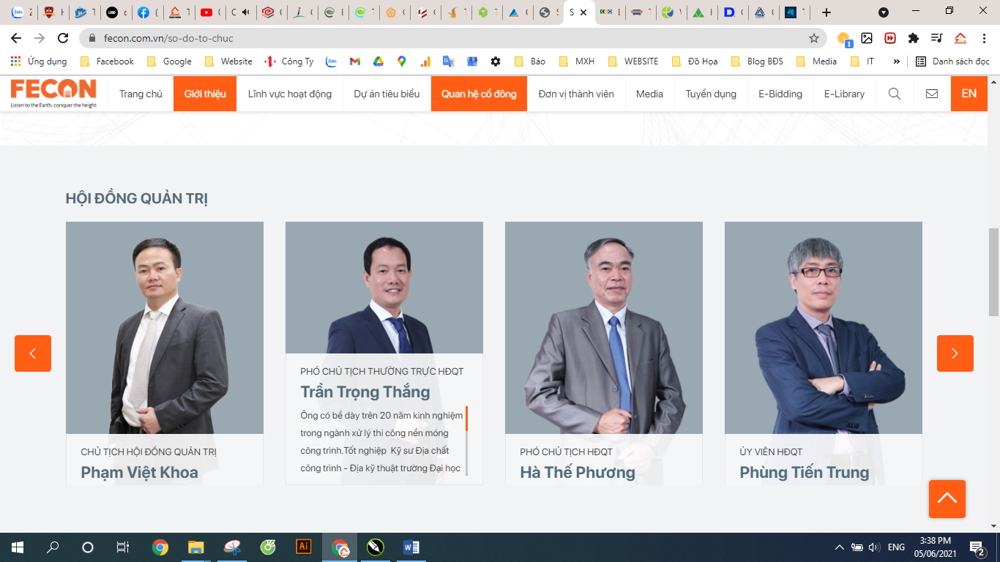 fecon.com.vn/so-do-to-chuc
Ứng dụng Facebook Google Website Công Ty Báo MXH WEBSITE Đồ Họa Blog BĐS Media IT » Danh sách đọc
FECON
Listen to the Earth, conquer the height
Trang chủ Giới thiệu Lĩnh vực hoạt động Dự án tiêu biểu Quan hệ cổ đông Đơn vị thành viên Media Tuyển dụng E-Bidding E-Library EN
HỘI ĐỒNG QUẢN TRỊ
CHỦ TỊCH HỘI ĐỒNG QUẢN TRỊ
Phạm Việt Khoa
PHÓ CHỦ TỊCH THƯỜNG TRỰC HĐQT
Trần Trọng Thắng
Ông có bề dày trên 20 năm kinh nghiệm
trong ngành xử lý thi công nền móng
công trình.Tốt nghiệp Kỹ sư Địa chất
công trình - Địa kỹ thuật trường Đại học
PHÓ CHỦ TỊCH HĐQT
Hà Thế Phương
ỦY VIÊN HĐQT
Phùng Tiến Trung
ENG
3:38 PM
05/06/2021
2